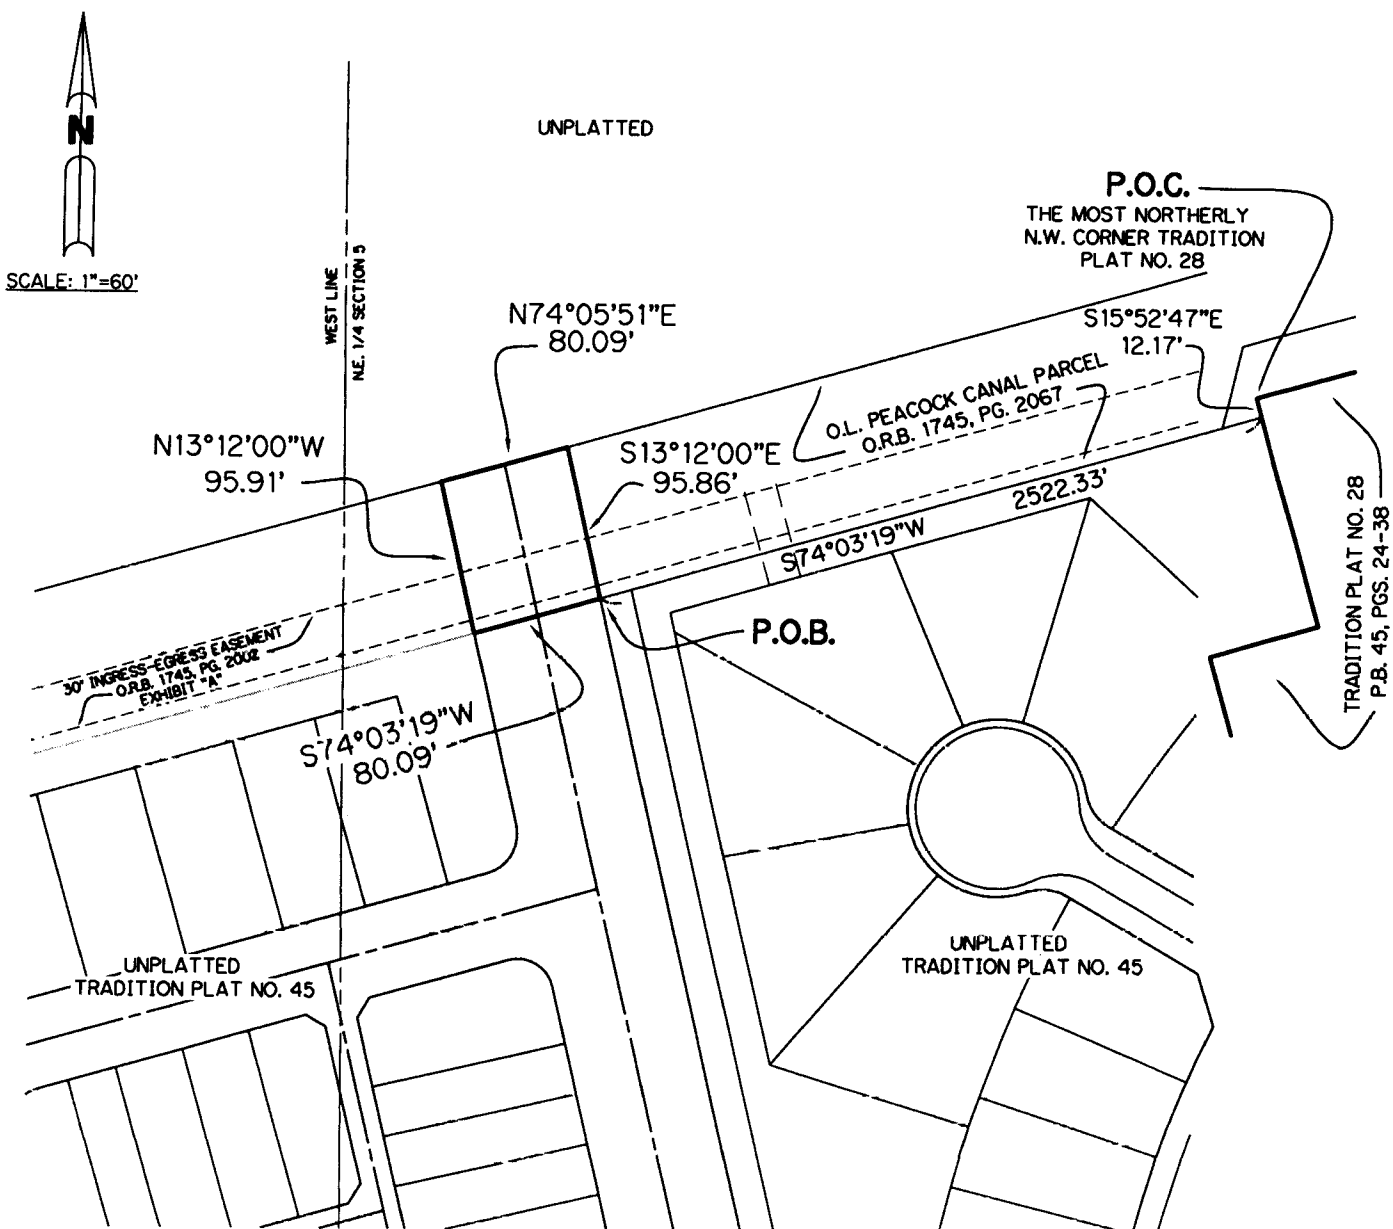 N
SCALE: 1"=60'
UNPLATTED
WEST LINE
N.E. 1/4 SECTION 5
P.O.C.
THE MOST NORTHERLY
N.W. CORNER TRADITION
PLAT NO. 28
N74°05'51"E
80.09'
S15°52'47"E
12.17'
O.L. PEACOCK CANAL PARCEL
O.R.B. 1745, PG. 2067
N13°12'00"W
95.91'
S13°12'00"E
95.86'
2522.33'
S74°03'19"W
TRADITION PLAT NO. 28
P.B. 45, PGS. 24-38
P.O.B.
30' INGRESS-EGRESS EASEMENT
O.R.B. 1745, PG. 2002
EXHIBIT "A"
S74°03'19"W
80.09'
UNPLATTED
TRADITION PLAT NO. 45
UNPLATTED
TRADITION PLAT NO. 45